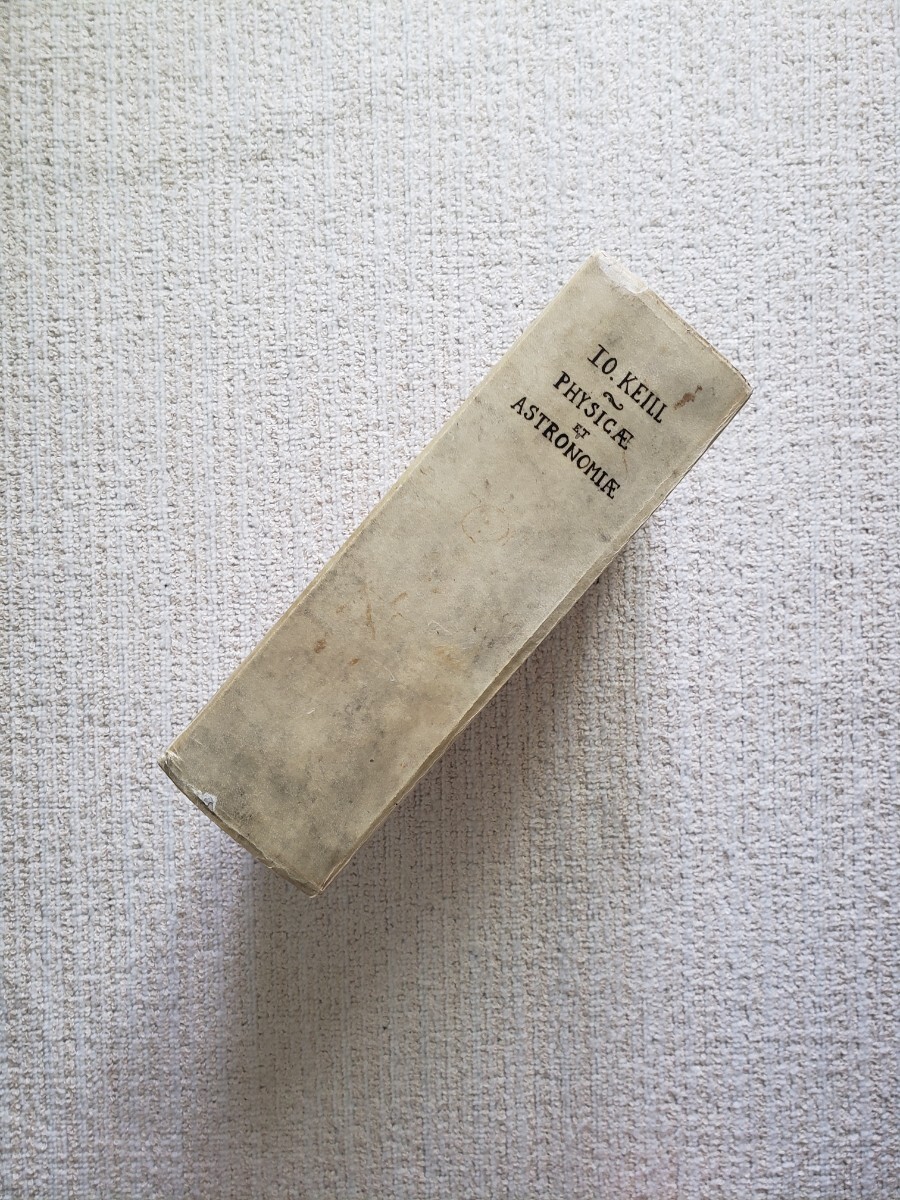 IO. KEILL
~
PHYSICÆ
ET
ASTRONOMIÆ